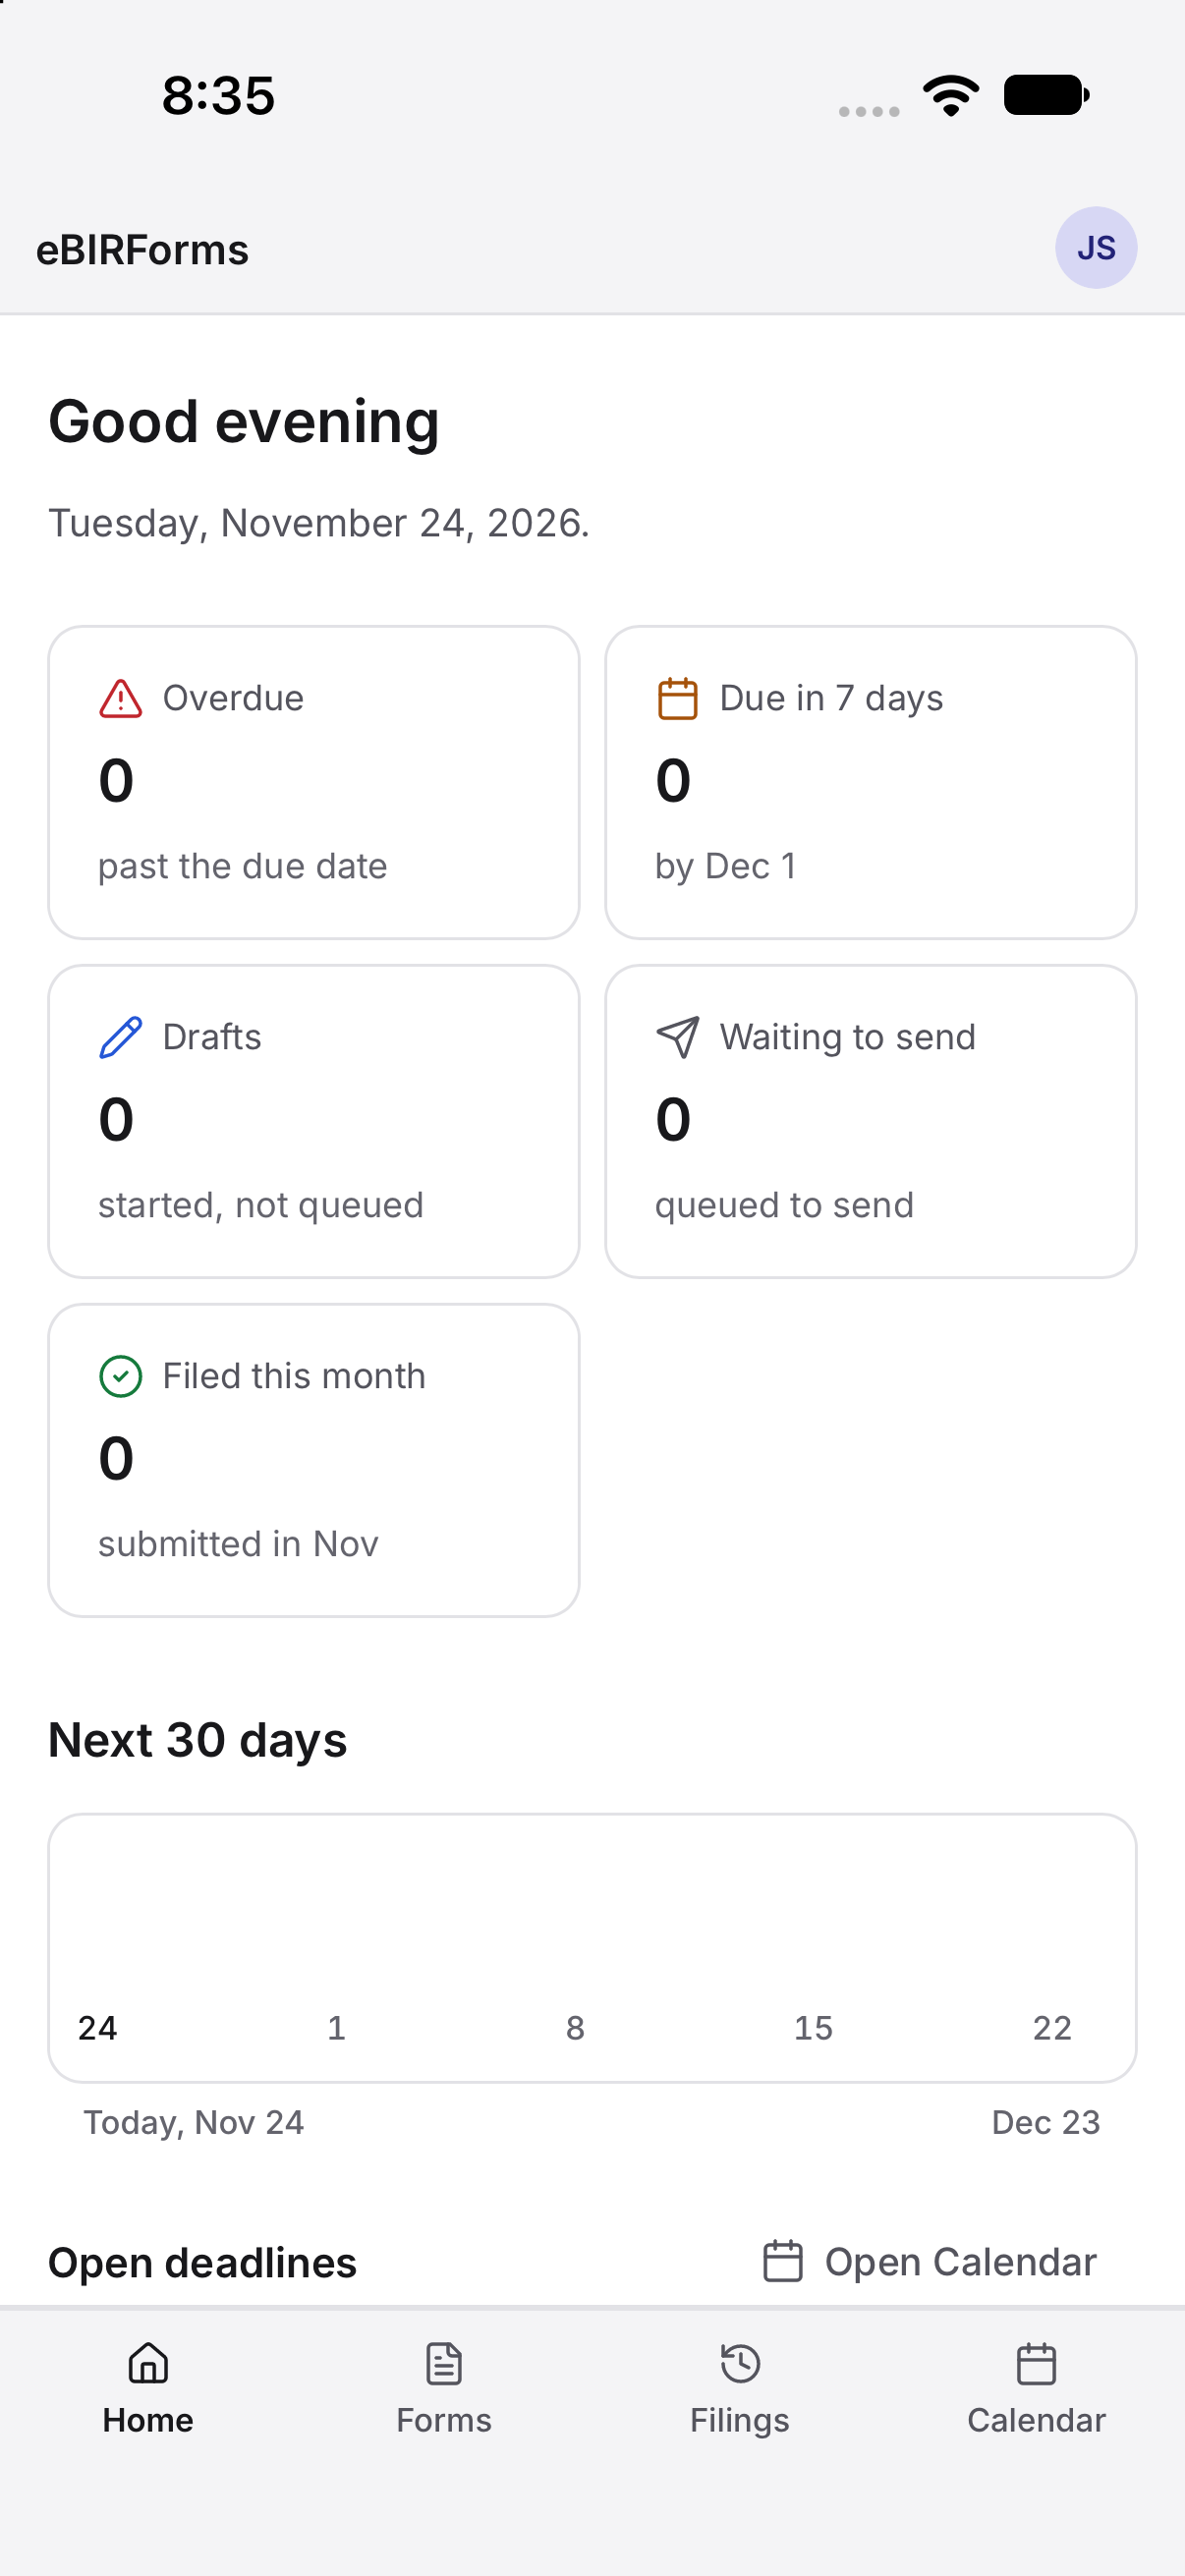 8:35
eBIRForms
JS
Good evening
Tuesday, November 24, 2026.
Overdue
0
past the due date
Due in 7 days
0
by Dec 1
Drafts
0
started, not queued
Waiting to send
0
queued to send
Filed this month
0
submitted in Nov
Next 30 days
24 1 8 15 22
Today, Nov 24 Dec 23
Open deadlines Open Calendar
Home Forms Filings Calendar